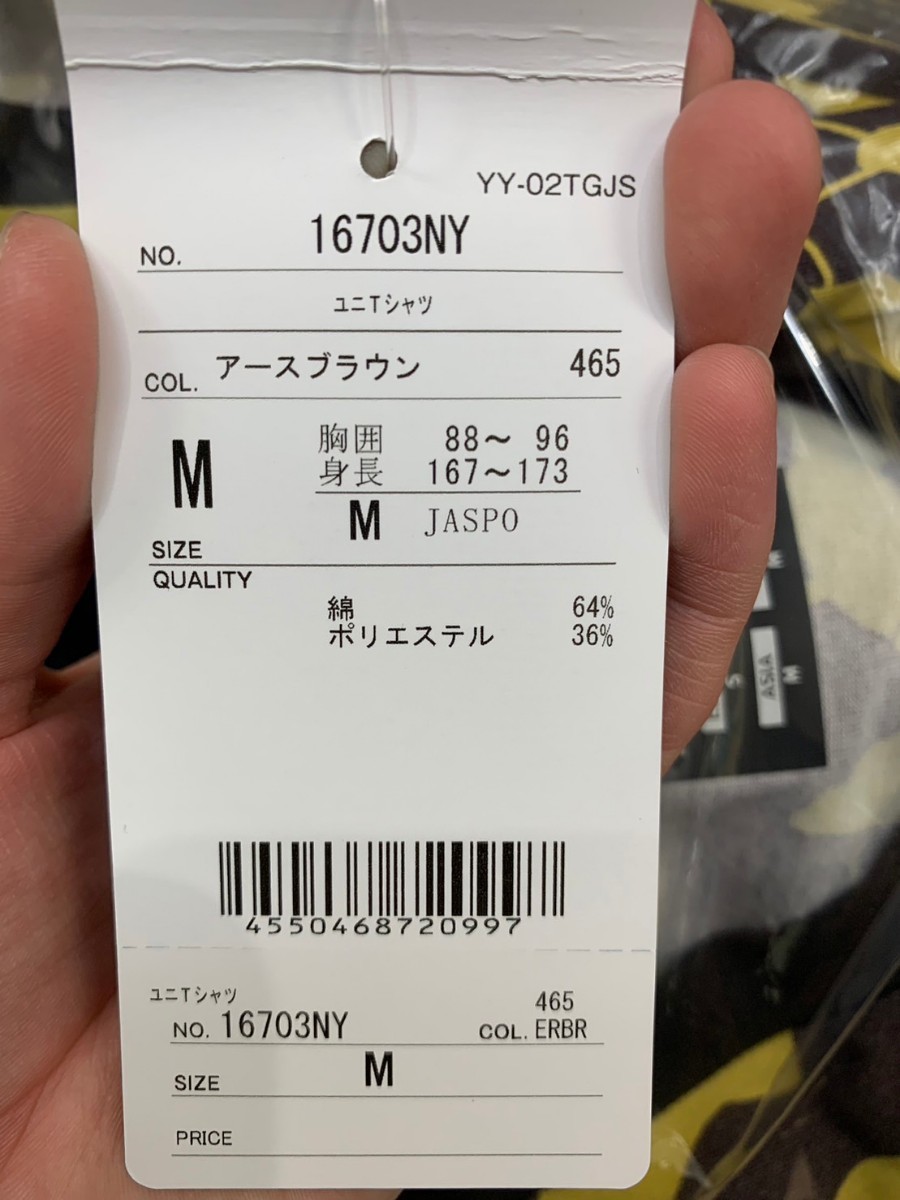 YY-02TGJS
NO. 16703NY
ユニTシャツ
COL. アースブラウン 465
胸囲 88〜 96
身長 167〜173
M
M JASPO
SIZE
QUALITY
綿 64%
ポリエステル 36%
4550468720997
ユニTシャツ 465
NO. 16703NY COL. ERBR
SIZE M
PRICE
M
ASIA
S